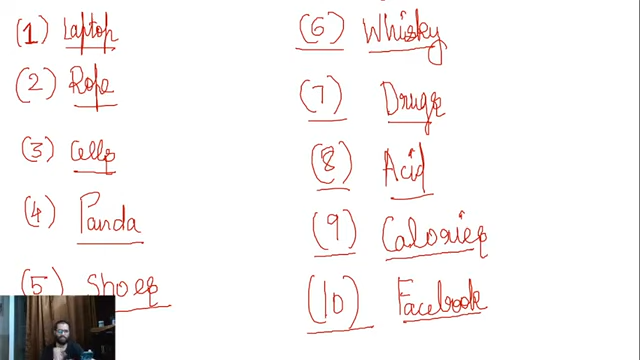 (1) Laptop
(2) Rope
(3) Cello
(4) Panda
(5) Shoes
(6) Whisky
(7) Drugs
(8) Acid
(9) Calories
(10) Facebook